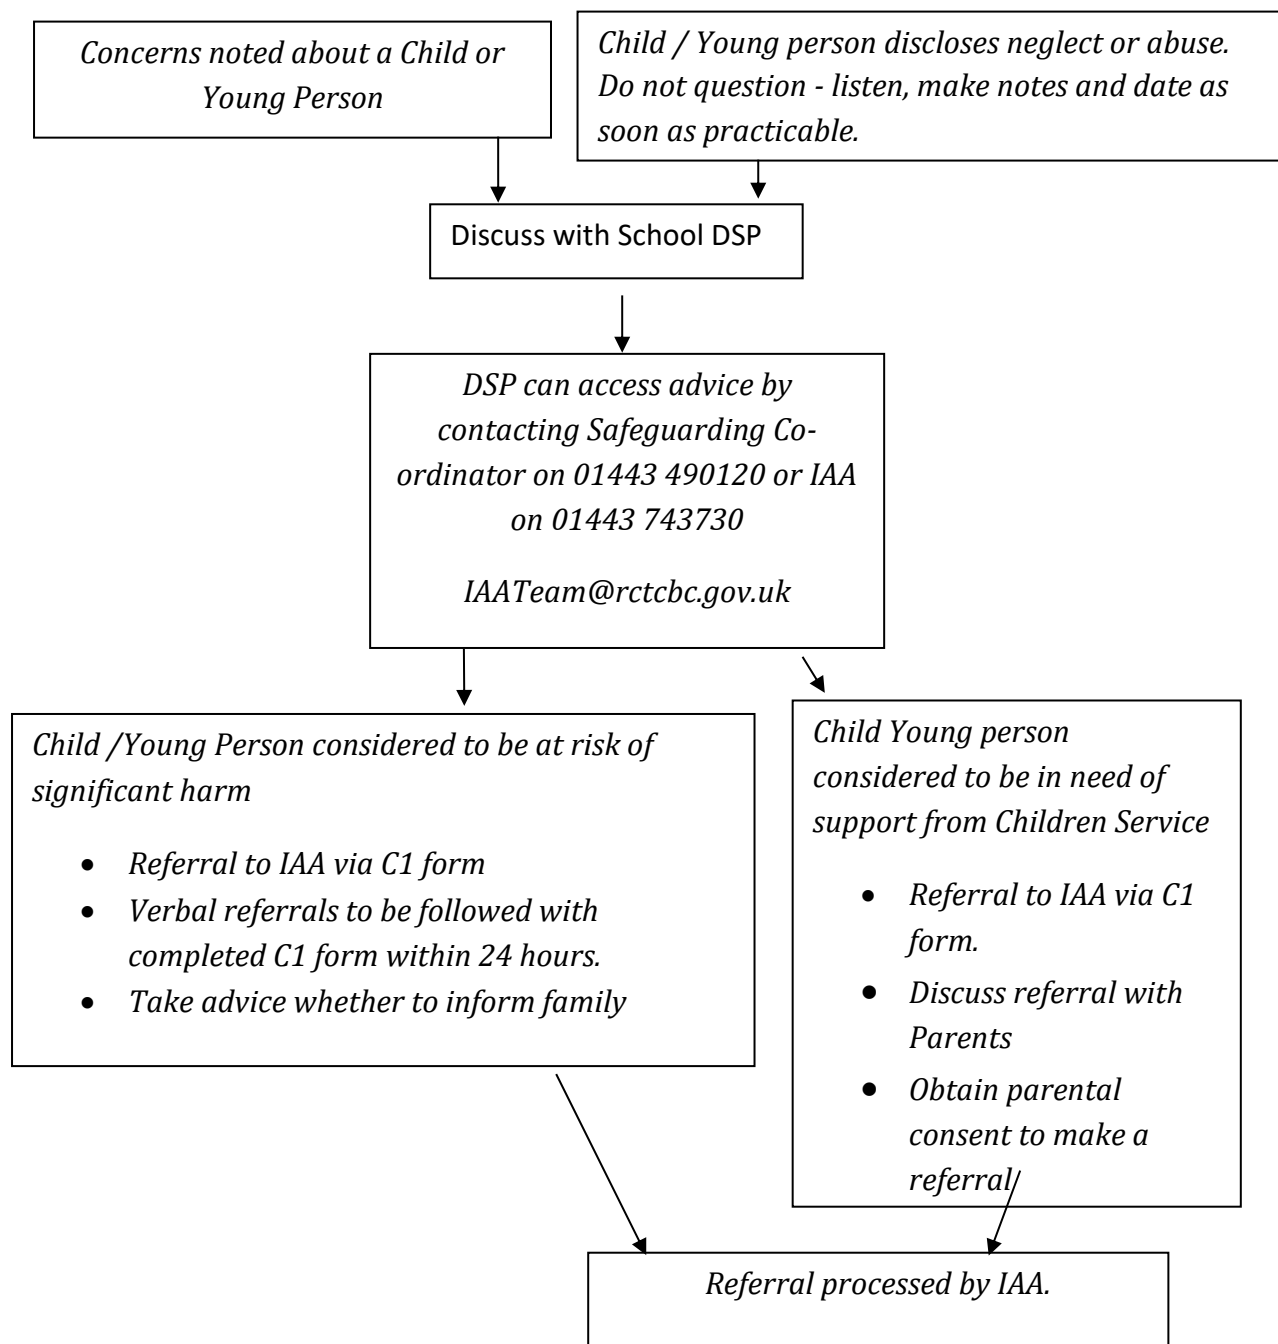 Concerns noted about a Child or
Young Person
Child / Young person discloses neglect or abuse.
Do not question - listen, make notes and date as
soon as practicable.
Discuss with School DSP
DSP can access advice by
contacting Safeguarding Co-
ordinator on 01443 490120 or IAA
on 01443 743730
IAATeam@rctcbc.gov.uk
Child /Young Person considered to be at risk of
significant harm
• Referral to IAA via C1 form
• Verbal referrals to be followed with
completed C1 form within 24 hours.
• Take advice whether to inform family
Child Young person
considered to be in need of
support from Children Service
• Referral to IAA via C1
form.
• Discuss referral with
Parents
• Obtain parental
consent to make a
referral
Referral processed by IAA.